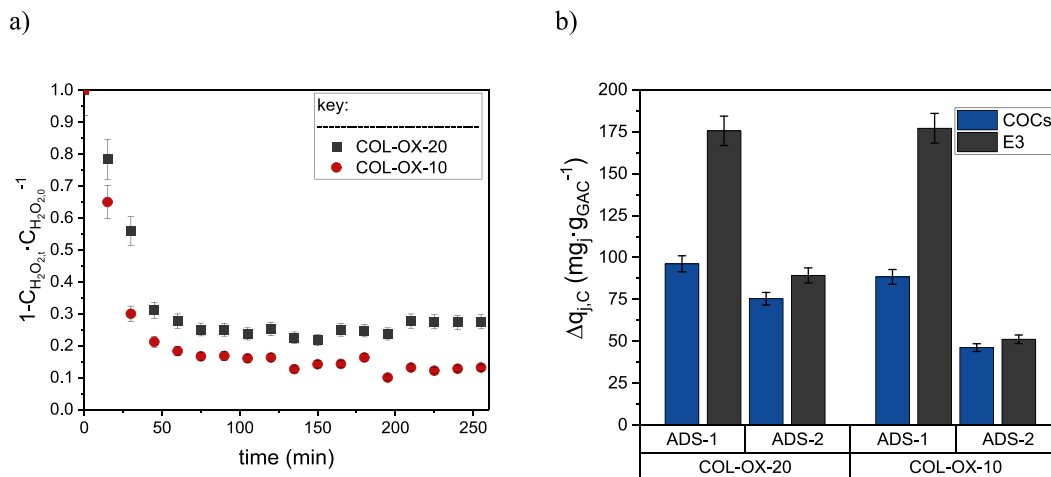 a)
b)
1.0
0.9
0.8
0.7
0.6
0.5
0.4
0.3
0.2
0.1
0.0
1-C_{H_2O_2,t}·C_{H_2O_2,0}^{-1}
key:
COL-OX-20
COL-OX-10
0 50 100 150 200 250
time (min)
200
175
150
125
100
75
50
25
0
Δq_{j,C} (mg_j·g_{GAC}^{-1})
COCs
E3
ADS-1 ADS-2 ADS-1 ADS-2
COL-OX-20 COL-OX-10